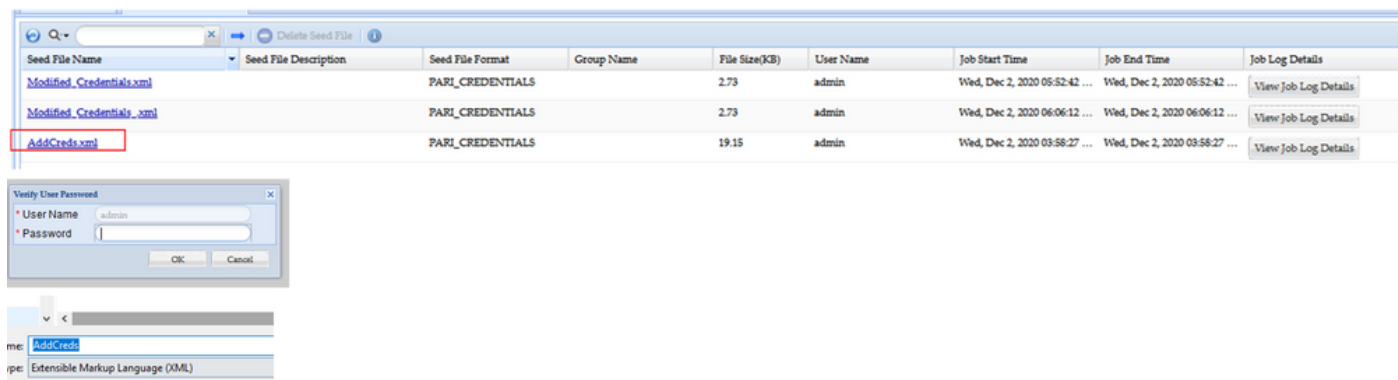 Delete Seed File
Seed File Name Seed File Description Seed File Format Group Name File Size(KB) User Name Job Start Time Job End Time Job Log Details
Modified_Credentials.xml PARI_CREDENTIALS 2.73 admin Wed, Dec 2, 2020 05:52:42 ... Wed, Dec 2, 2020 05:52:42 ... View Job Log Details
Modified_Credentials_.xml PARI_CREDENTIALS 2.73 admin Wed, Dec 2, 2020 06:06:12 ... Wed, Dec 2, 2020 06:06:12 ... View Job Log Details
AddCreds.xml PARI_CREDENTIALS 19.15 admin Wed, Dec 2, 2020 03:58:27 ... Wed, Dec 2, 2020 03:58:27 ... View Job Log Details
Verify User Password
* User Name admin
* Password
OK Cancel
me: AddCreds
pe: Extensible Markup Language (XML)